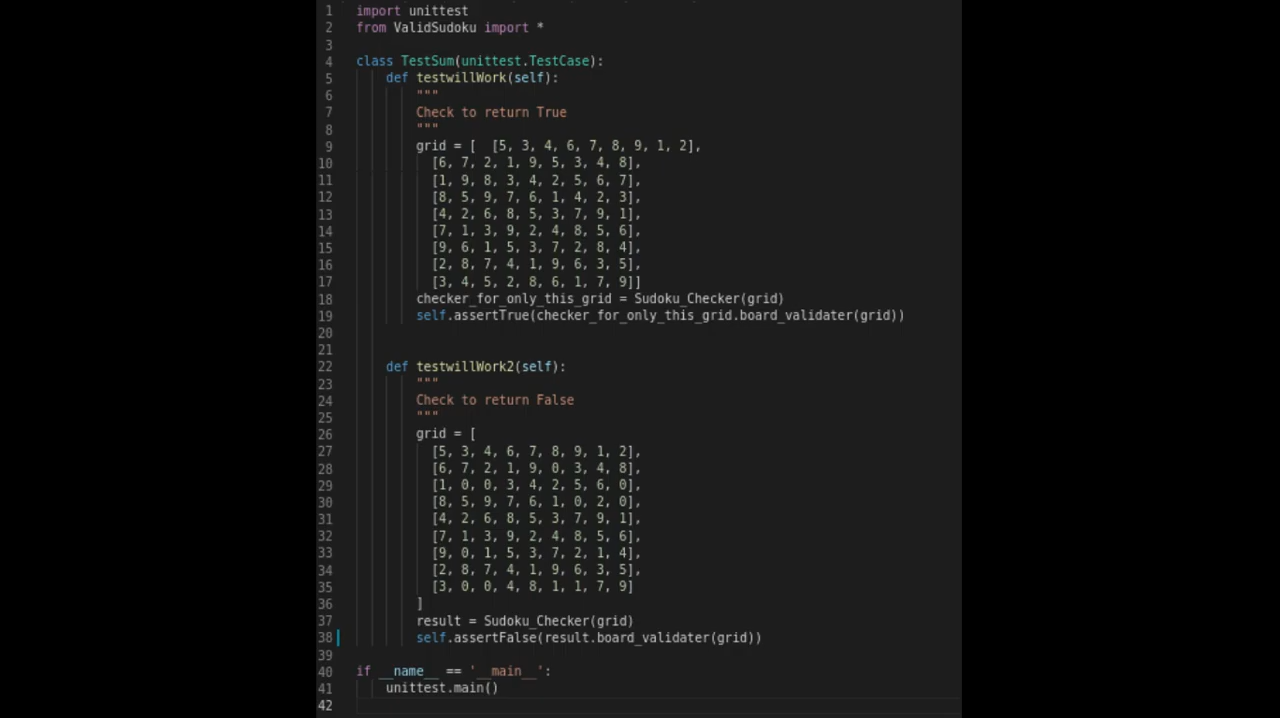 1 import unittest
2 from ValidSudoku import *
3
4 class TestSum(unittest.TestCase):
5     def testwillWork(self):
6         """
7         Check to return True
8         """
9         grid = [  [5, 3, 4, 6, 7, 8, 9, 1, 2],
10           [6, 7, 2, 1, 9, 5, 3, 4, 8],
11           [1, 9, 8, 3, 4, 2, 5, 6, 7],
12           [8, 5, 9, 7, 6, 1, 4, 2, 3],
13           [4, 2, 6, 8, 5, 3, 7, 9, 1],
14           [7, 1, 3, 9, 2, 4, 8, 5, 6],
15           [9, 6, 1, 5, 3, 7, 2, 8, 4],
16           [2, 8, 7, 4, 1, 9, 6, 3, 5],
17           [3, 4, 5, 2, 8, 6, 1, 7, 9]]
18         checker_for_only_this_grid = Sudoku_Checker(grid)
19         self.assertTrue(checker_for_only_this_grid.board_validater(grid))
20
21
22     def testwillWork2(self):
23         """
24         Check to return False
25         """
26         grid = [
27           [5, 3, 4, 6, 7, 8, 9, 1, 2],
28           [6, 7, 2, 1, 9, 0, 3, 4, 8],
29           [1, 0, 0, 3, 4, 2, 5, 6, 0],
30           [8, 5, 9, 7, 6, 1, 0, 2, 0],
31           [4, 2, 6, 8, 5, 3, 7, 9, 1],
32           [7, 1, 3, 9, 2, 4, 8, 5, 6],
33           [9, 0, 1, 5, 3, 7, 2, 1, 4],
34           [2, 8, 7, 4, 1, 9, 6, 3, 5],
35           [3, 0, 0, 4, 8, 1, 1, 7, 9]
36         ]
37         result = Sudoku_Checker(grid)
38         self.assertFalse(result.board_validater(grid))
39
40 if __name__ == '__main__':
41     unittest.main()
42